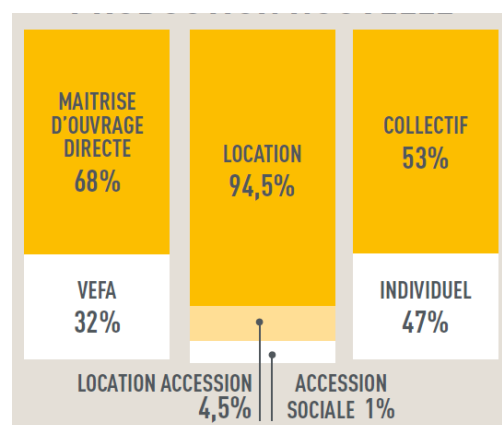 MAITRISE
D'OUVRAGE
DIRECTE
68%
VEFA
32%
LOCATION
94,5%
COLLECTIF
53%
INDIVIDUEL
47%
LOCATION ACCESSION
4,5%
ACCESSION
SOCIALE 1%